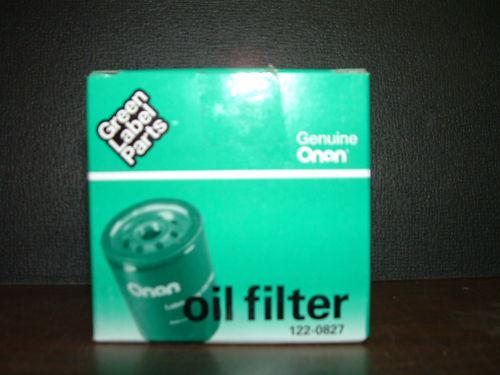 Green
Label
Parts
Genuine
Onan
Onan
oil filter
122-0827